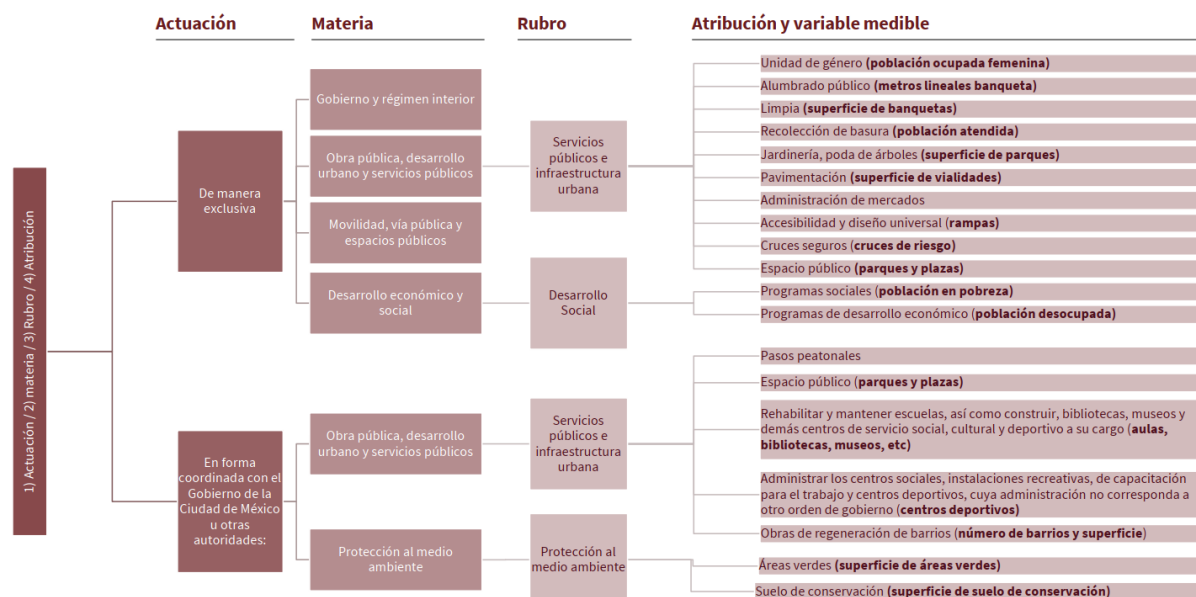 Actuación
Materia
Rubro
Atribución y variable medible
1) Actuación / 2) materia / 3) Rubro / 4) Atribución
De manera
exclusiva
Gobierno y régimen interior
Obra pública, desarrollo
urbano y servicios públicos
Movilidad, vía pública y
espacios públicos
Desarrollo económico y
social
Servicios
públicos e
infraestructura
urbana
Desarrollo
Social
Unidad de género (población ocupada femenina)
Alumbrado público (metros lineales banqueta)
Limpia (superficie de banquetas)
Recolección de basura (población atendida)
Jardinería, poda de árboles (superficie de parques)
Pavimentación (superficie de vialidades)
Administración de mercados
Accesibilidad y diseño universal (rampas)
Cruces seguros (cruces de riesgo)
Espacio público (parques y plazas)
Programas sociales (población en pobreza)
Programas de desarrollo económico (población desocupada)
En forma
coordinada con el
Gobierno de la
Ciudad de México
u otras
autoridades:
Obra pública, desarrollo
urbano y servicios públicos
Protección al medio
ambiente
Servicios
públicos e
infraestructura
urbana
Protección al
medio ambiente
Pasos peatonales
Espacio público (parques y plazas)
Rehabilitar y mantener escuelas, así como construir, bibliotecas, museos y
demás centros de servicio social, cultural y deportivo a su cargo (aulas,
bibliotecas, museos, etc)
Administrar los centros sociales, instalaciones recreativas, de capacitación
para el trabajo y centros deportivos, cuya administración no corresponda a
otro orden de gobierno (centros deportivos)
Obras de regeneración de barrios (número de barrios y superficie)
Áreas verdes (superficie de áreas verdes)
Suelo de conservación (superficie de suelo de conservación)